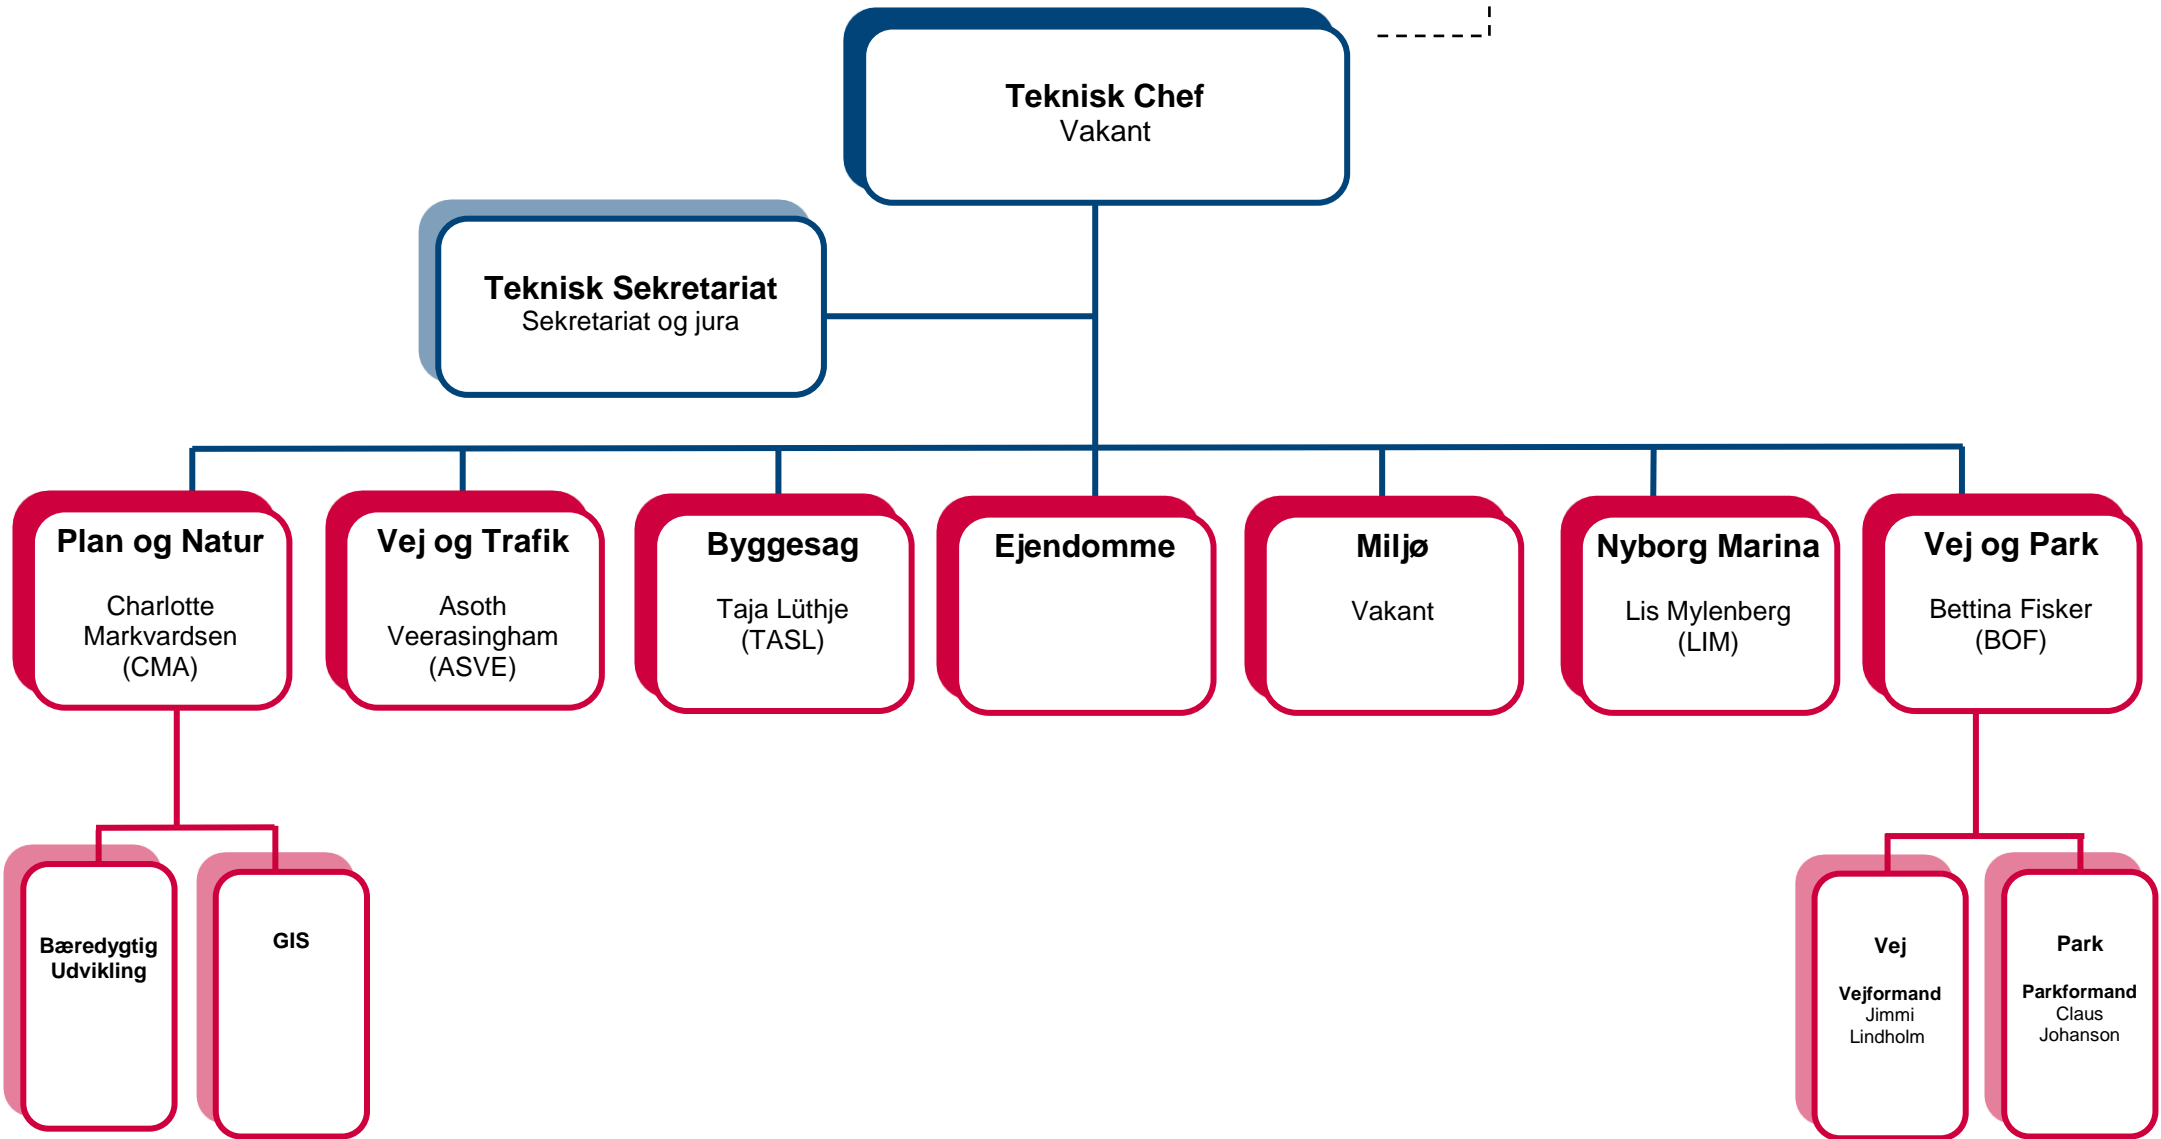 Teknisk Chef
Vakant
Teknisk Sekretariat
Sekretariat og jura
Plan og Natur
Charlotte
Markvardsen
(CMA)
Vej og Trafik
Asoth
Veerasingham
(ASVE)
Byggesag
Taja Lüthje
(TASL)
Ejendomme
Miljø
Vakant
Nyborg Marina
Lis Mylenberg
(LIM)
Vej og Park
Bettina Fisker
(BOF)
Bæredygtig
Udvikling
GIS
Vej
Vejformand
Jimmi
Lindholm
Park
Parkformand
Claus
Johanson